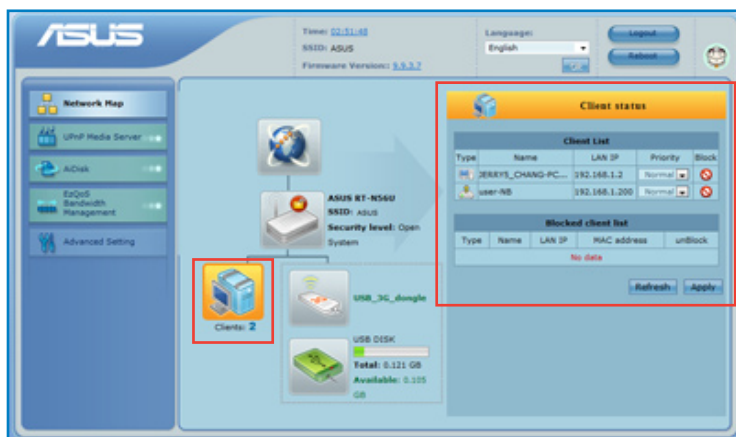 ASUS
Time: 02:51:48
SSID: ASUS
Firmware Version: 9.9.3.7
Language:
English
Logout
Reboot
Network Map
UPnP Media Server
AiDisk
EzQoS
Bandwidth
Management
Advanced Setting
ASUS RT-N56U
SSID: ASUS
Security level: Open
System
Clients: 2
USB_3G_dongle
USB DISK
Total: 0.121 GB
Available: 0.105
GB
Client status
Client List
Type Name LAN IP Priority Block
JERRYS_CHANG-PC... 192.168.1.2 Normal
user-NB 192.168.1.200 Normal
Blocked client list
Type Name LAN IP MAC address unBlock
No data
Refresh Apply